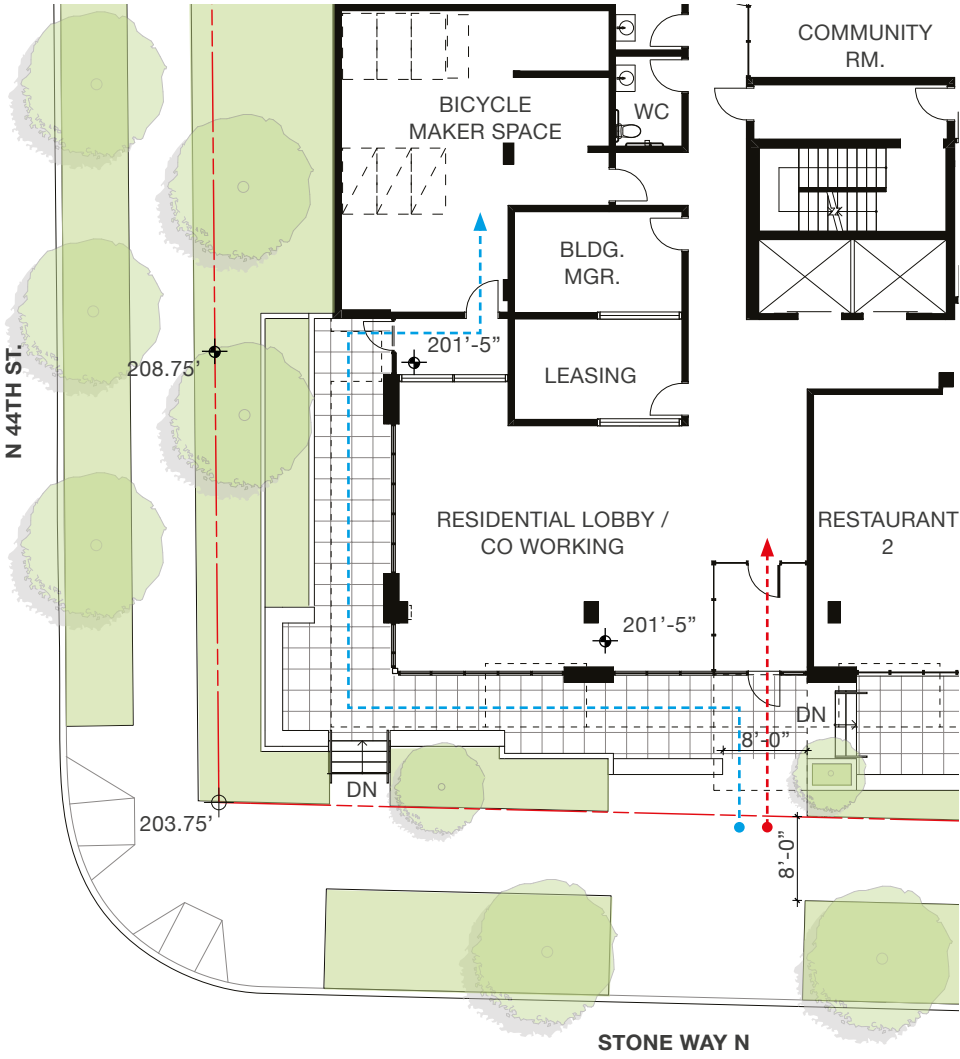 COMMUNITY
RM.
BICYCLE
MAKER SPACE
WC
BLDG.
MGR.
201’-5”
208.75'
LEASING
N 44TH ST.
RESIDENTIAL LOBBY /
CO WORKING
RESTAURANT
2
201’-5”
DN
8’-0”
DN
203.75'
8’-0”
STONE WAY N